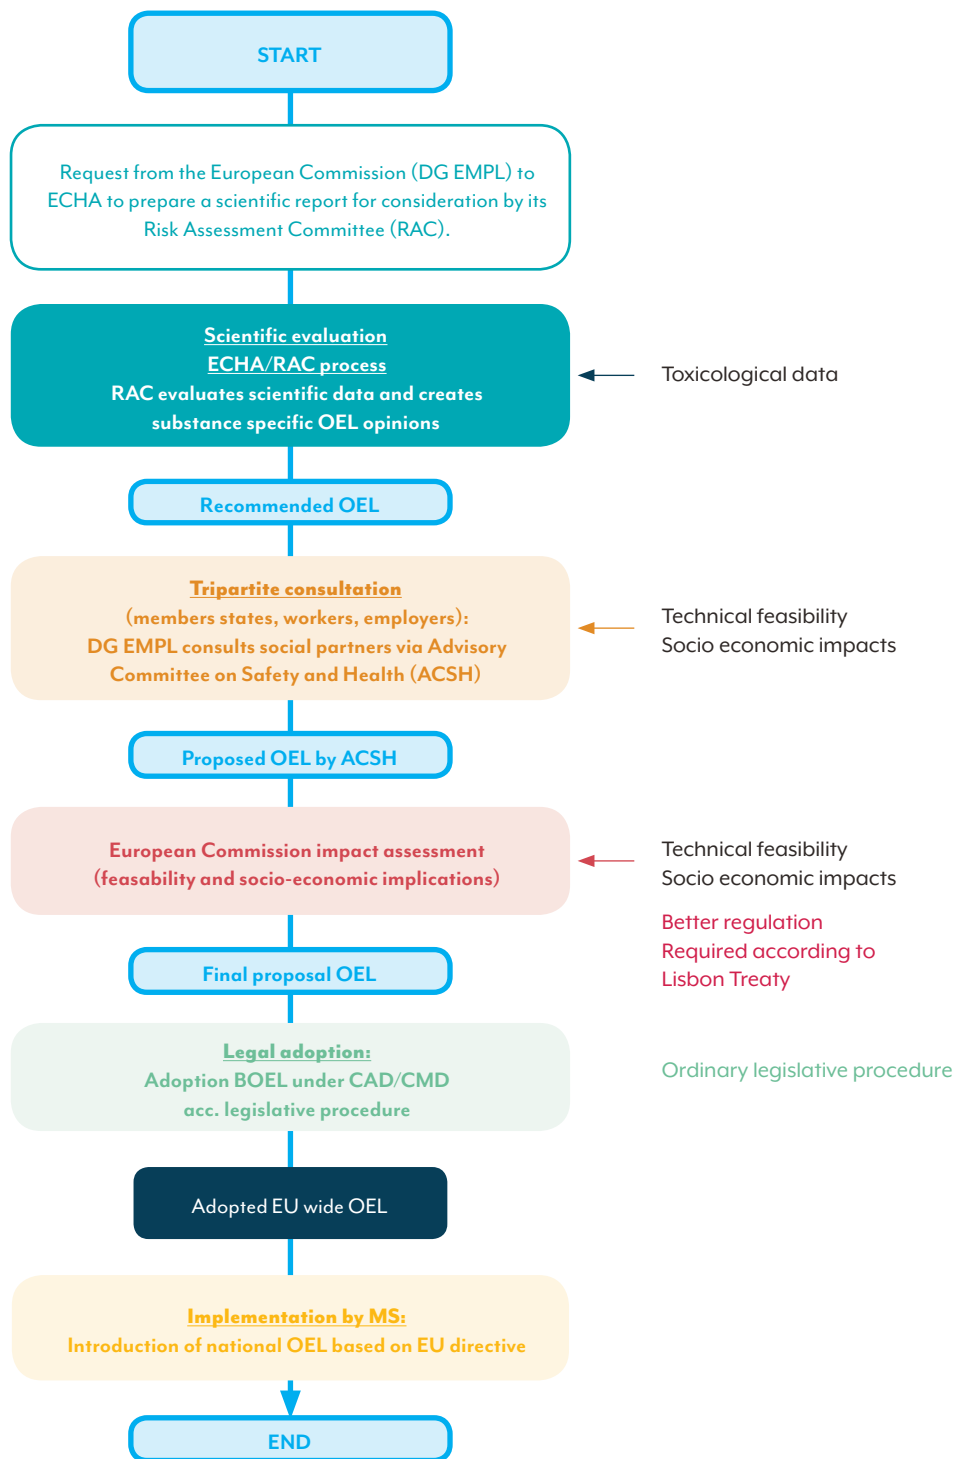 START
Request from the European Commission (DG EMPL) to
ECHA to prepare a scientific report for consideration by its
Risk Assessment Committee (RAC).
Scientific evaluation
ECHA/RAC process
RAC evaluates scientific data and creates
substance specific OEL opinions
Toxicological data
Recommended OEL
Tripartite consultation
(members states, workers, employers):
DG EMPL consults social partners via Advisory
Committee on Safety and Health (ACSH)
Technical feasibility
Socio economic impacts
Proposed OEL by ACSH
European Commission impact assessment
(feasability and socio-economic implications)
Technical feasibility
Socio economic impacts
Better regulation
Required according to
Lisbon Treaty
Final proposal OEL
Legal adoption:
Adoption BOEL under CAD/CMD
acc. legislative procedure
Ordinary legislative procedure
Adopted EU wide OEL
Implementation by MS:
Introduction of national OEL based on EU directive
END